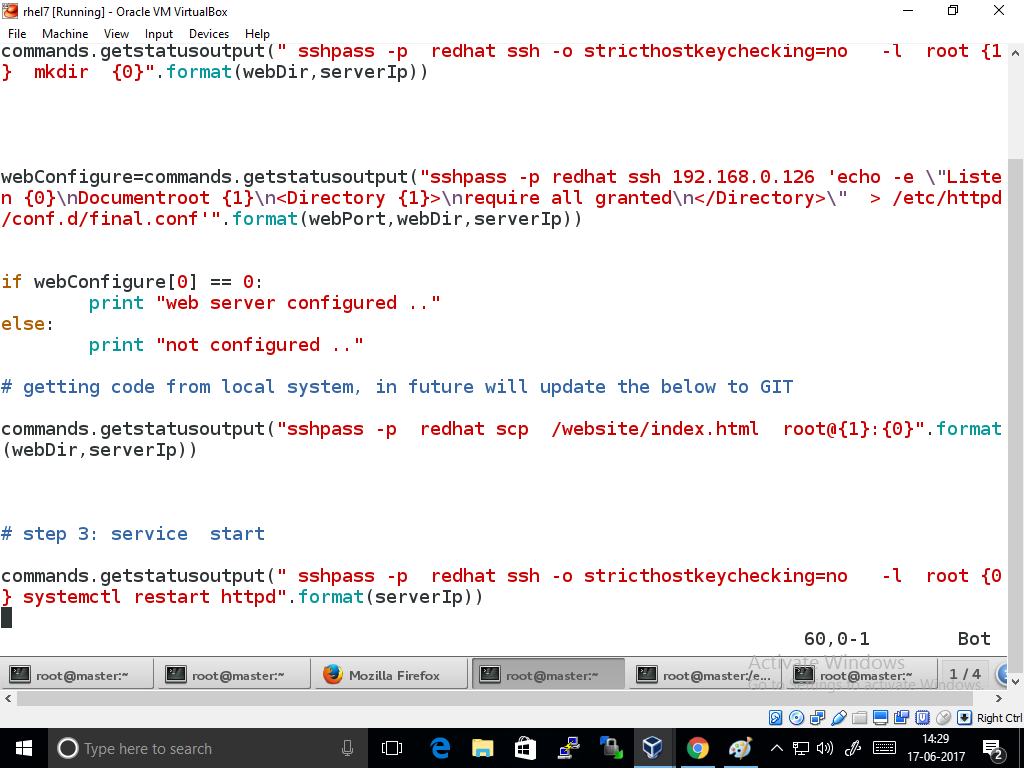 rhel7 [Running] - Oracle VM VirtualBox
File Machine View Input Devices Help
commands.getstatusoutput(" sshpass -p  redhat ssh -o stricthostkeychecking=no   -l  root {1
}  mkdir  {0}".format(webDir,serverIp))
webConfigure=commands.getstatusoutput("sshpass -p redhat ssh 192.168.0.126 'echo -e \"Liste
n {0}\nDocumentroot {1}\n<Directory {1}>\nrequire all granted\n</Directory>\"  > /etc/httpd
/conf.d/final.conf'".format(webPort,webDir,serverIp))
if webConfigure[0] == 0:
        print "web server configured .."
else:
        print "not configured .."
# getting code from local system, in future will update the below to GIT
commands.getstatusoutput("sshpass -p  redhat scp  /website/index.html  root@{1}:{0}".format
(webDir,serverIp))
# step 3: service  start
commands.getstatusoutput(" sshpass -p  redhat ssh -o stricthostkeychecking=no   -l  root {0
} systemctl restart httpd".format(serverIp))
60,0-1 Bot
Activate Windows
root@master:~ root@master:~ Mozilla Firefox root@master:~ root@master:/e... root@master:~ 1 / 4
Go to Settings to activate Windows.
Right Ctrl
Type here to search
14:29
17-06-2017
2